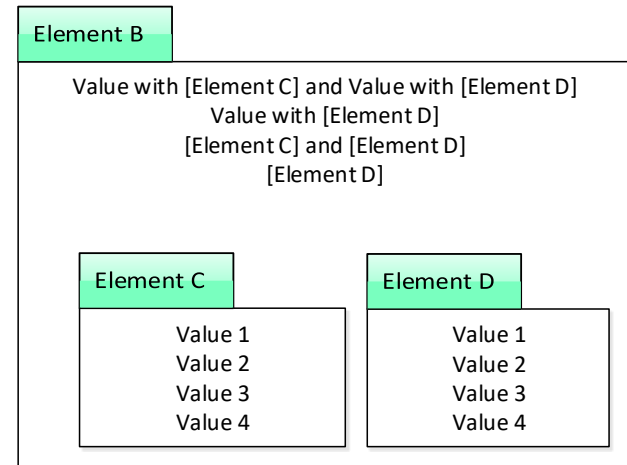 Element B
Value with [Element C] and Value with [Element D]
Value with [Element D]
[Element C] and [Element D]
[Element D]
Element C
Value 1
Value 2
Value 3
Value 4
Element D
Value 1
Value 2
Value 3
Value 4